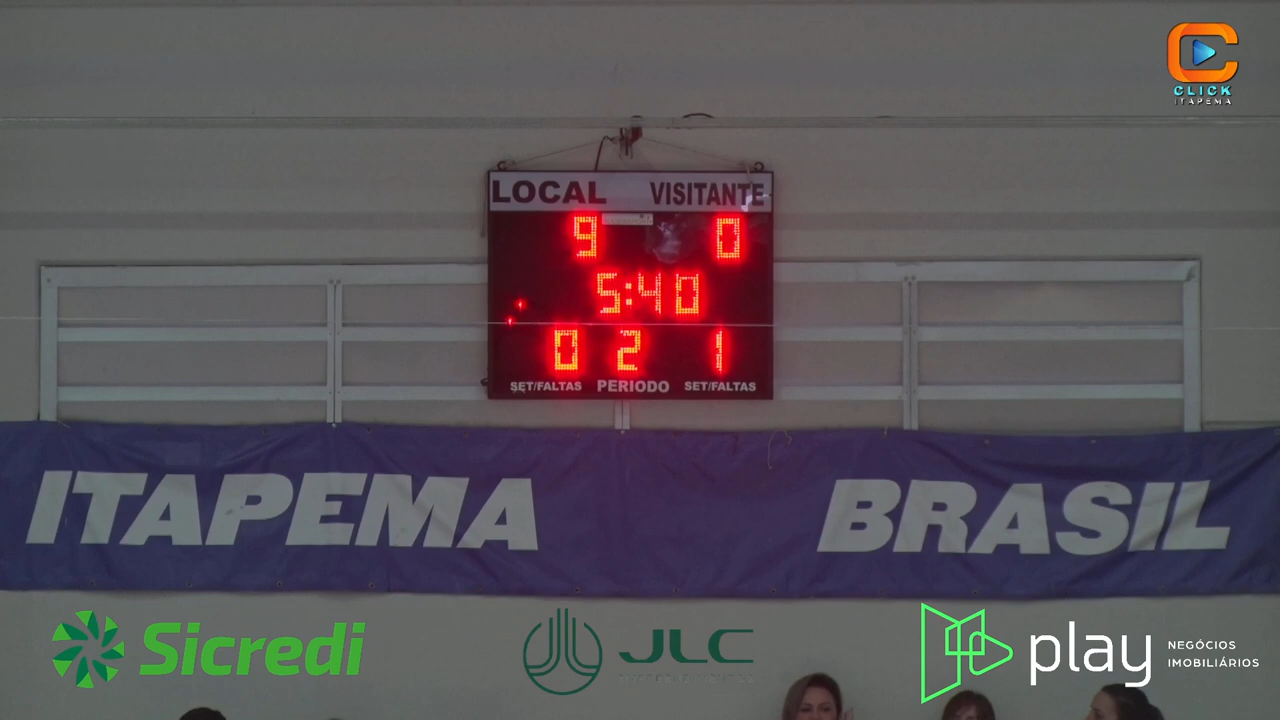 CLICK
ITAPEMA
LOCAL VISITANTE
9 0
5:40
0 2 1
SET/FALTAS PERIODO SET/FALTAS
ITAPEMA BRASIL
Sicredi
JLC
play NEGÓCIOS
IMOBILIÁRIOS